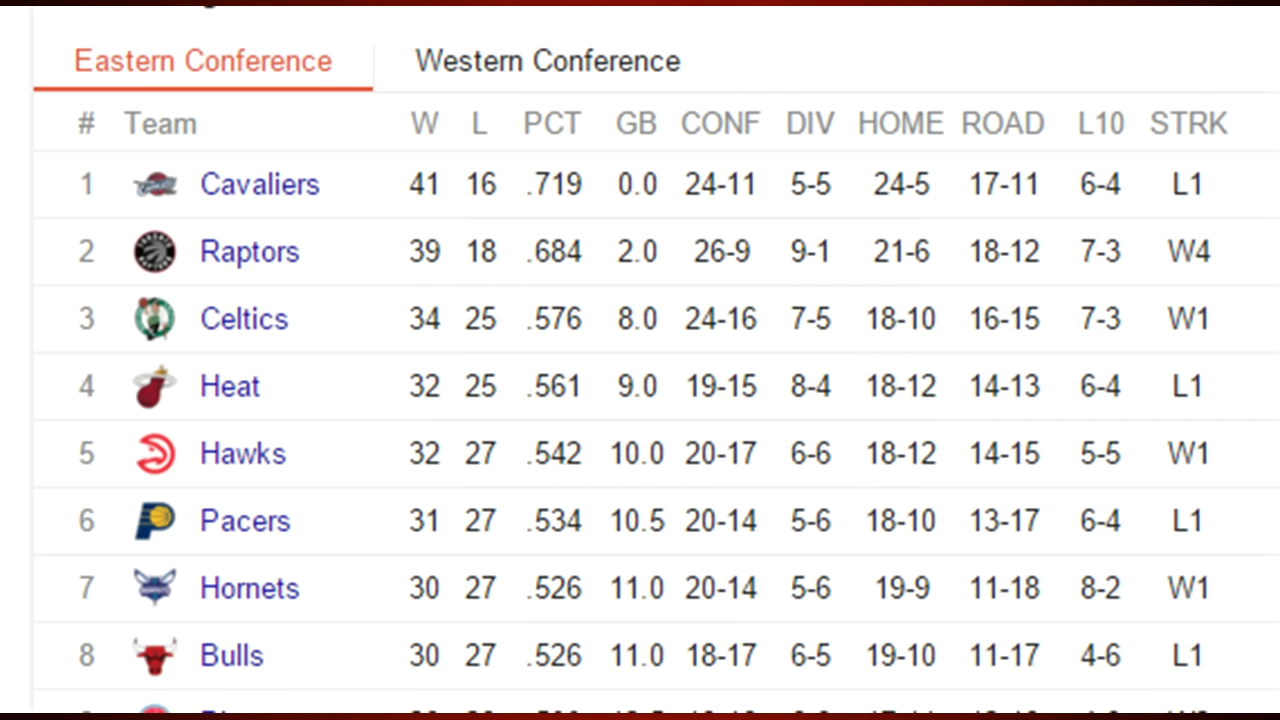 Eastern Conference Western Conference
# Team W L PCT GB CONF DIV HOME ROAD L10 STRK
1 Cavaliers 41 16 .719 0.0 24-11 5-5 24-5 17-11 6-4 L1
2 Raptors 39 18 .684 2.0 26-9 9-1 21-6 18-12 7-3 W4
3 Celtics 34 25 .576 8.0 24-16 7-5 18-10 16-15 7-3 W1
4 Heat 32 25 .561 9.0 19-15 8-4 18-12 14-13 6-4 L1
5 Hawks 32 27 .542 10.0 20-17 6-6 18-12 14-15 5-5 W1
6 Pacers 31 27 .534 10.5 20-14 5-6 18-10 13-17 6-4 L1
7 Hornets 30 27 .526 11.0 20-14 5-6 19-9 11-18 8-2 W1
8 Bulls 30 27 .526 11.0 18-17 6-5 19-10 11-17 4-6 L1